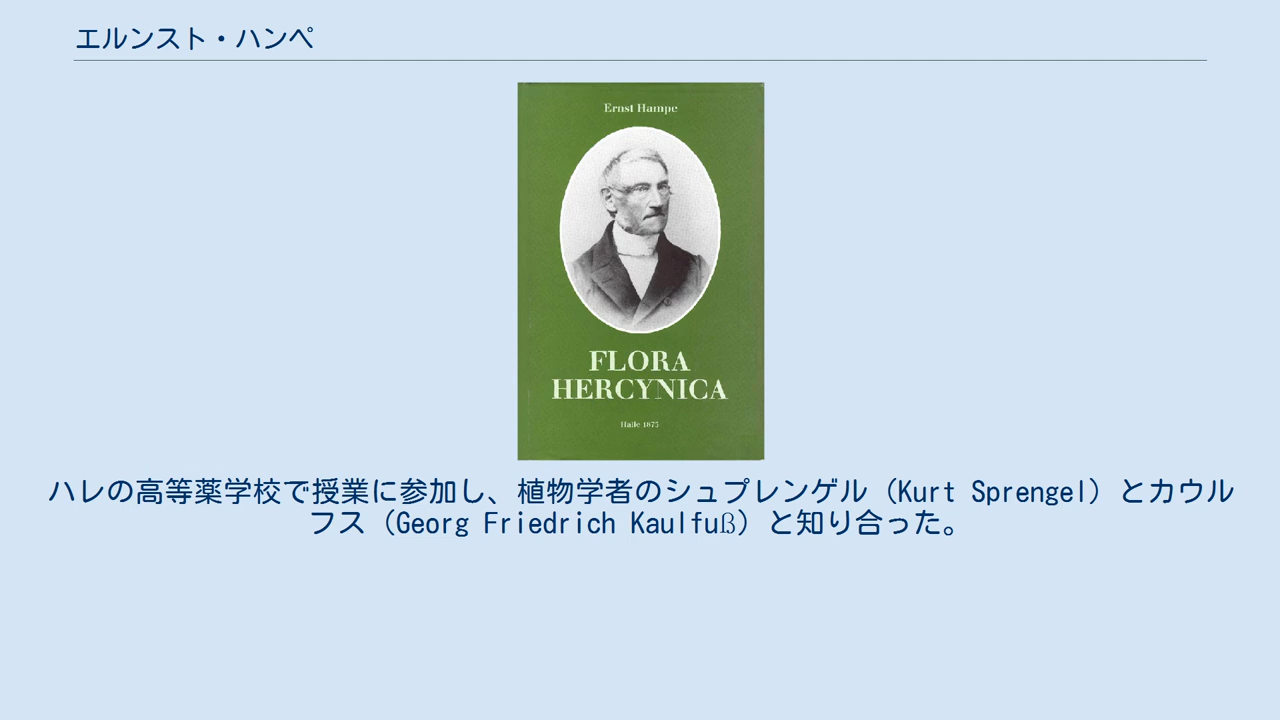 エルンスト・ハンペ
Ernst Hampe
FLORA
HERCYNICA
Halle 1873
ハレの高等薬学校で授業に参加し、植物学者のシュプレンゲル（Kurt Sprengel）とカウル
フス（Georg Friedrich Kaulfuß）と知り合った。